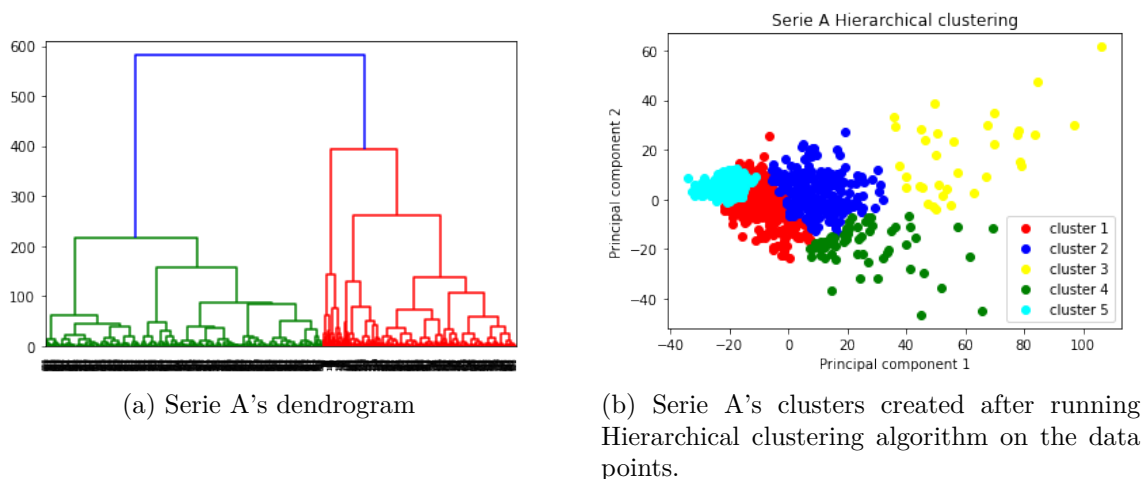 600
500
400
300
200
100
0
(a) Serie A's dendrogram
Serie A Hierarchical clustering
60
40
20
0
−20
−40
Principal component 2
−40 −20 0 20 40 60 80 100
Principal component 1
cluster 1
cluster 2
cluster 3
cluster 4
cluster 5
(b) Serie A's clusters created after running
Hierarchical clustering algorithm on the data
points.